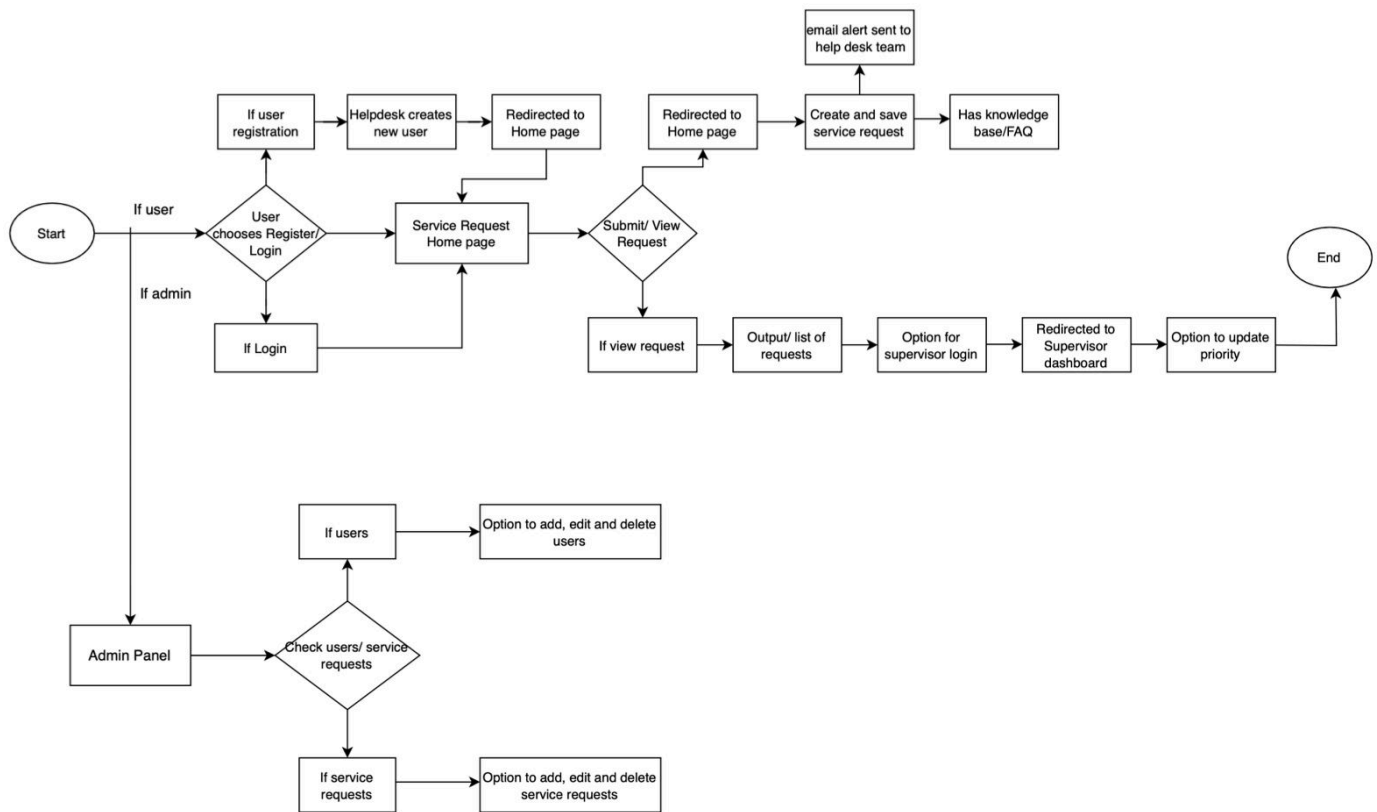 email alert sent to
help desk team
If user
registration
Helpdesk creates
new user
Redirected to
Home page
Redirected to
Home page
Create and save
service request
Has knowledge
base/FAQ
Start
If user
User
chooses Register/
Login
Service Request
Home page
Submit/ View
Request
End
If admin
If Login
If view request
Output/ list of
requests
Option for
supervisor login
Redirected to
Supervisor
dashboard
Option to update
priority
If users
Option to add, edit and delete
users
Admin Panel
Check users/ service
requests
If service
requests
Option to add, edit and delete
service requests